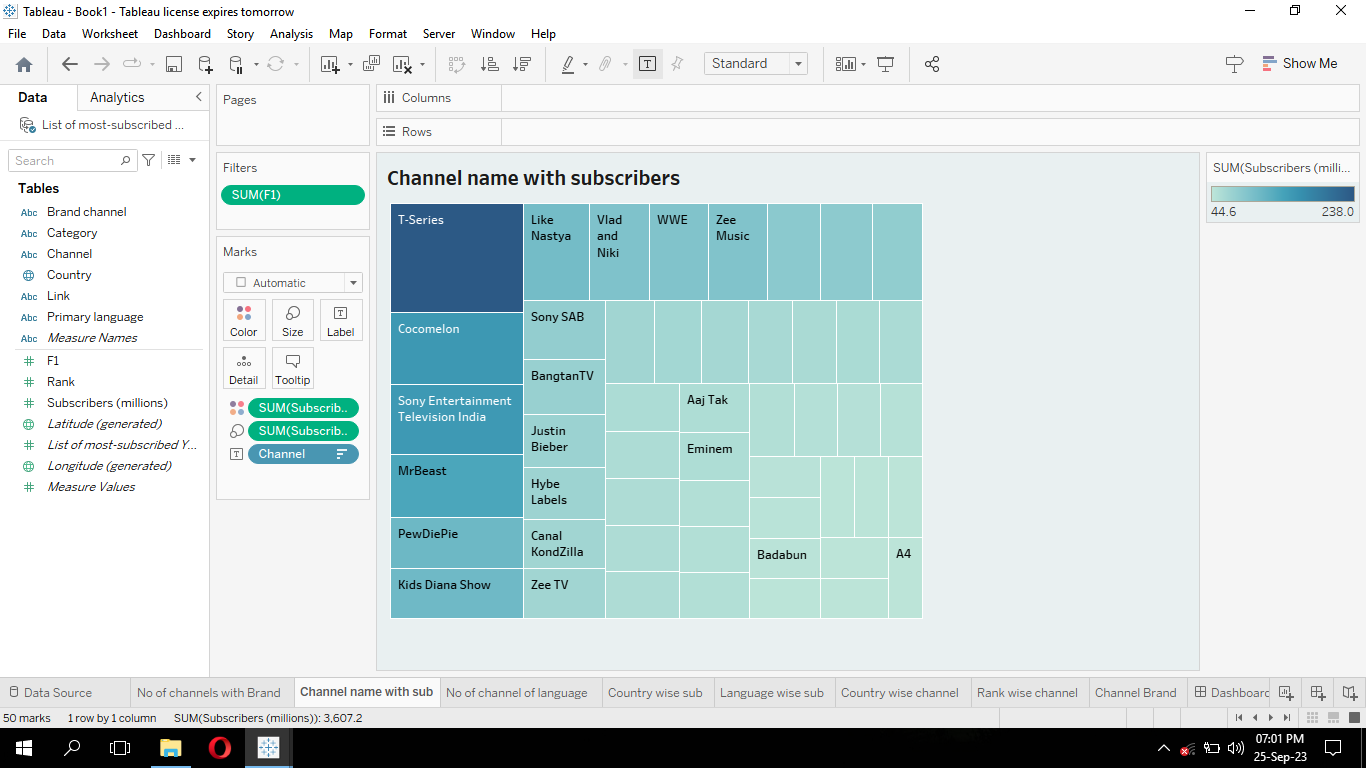 Tableau - Book1 - Tableau license expires tomorrow
File Data Worksheet Dashboard Story Analysis Map Format Server Window Help
Standard
Show Me
Data Analytics
List of most-subscribed ...
Search
Tables
Abc Brand channel
Abc Category
Abc Channel
Country
Abc Link
Abc Primary language
Abc Measure Names
F1
Rank
Subscribers (millions)
Latitude (generated)
List of most-subscribed Y...
Longitude (generated)
Measure Values
Pages
Filters
SUM(F1)
Marks
Automatic
Color Size Label
Detail Tooltip
SUM(Subscrib..
SUM(Subscrib..
Channel
Columns
Rows
Channel name with subscribers
T-Series
Cocomelon
Sony Entertainment
Television India
MrBeast
PewDiePie
Kids Diana Show
Like
Nastya
Vlad
and
Niki
WWE
Zee
Music
Sony SAB
BangtanTV
Justin
Bieber
Hybe
Labels
Canal
KondZilla
Zee TV
Aaj Tak
Eminem
Badabun
A4
SUM(Subscribers (milli...
44.6 238.0
Data Source No of channels with Brand Channel name with sub No of channel of language Country wise sub Language wise sub Country wise channel Rank wise channel Channel Brand Dashboard
50 marks 1 row by 1 column SUM(Subscribers (millions)): 3,607.2
07:01 PM
25-Sep-23